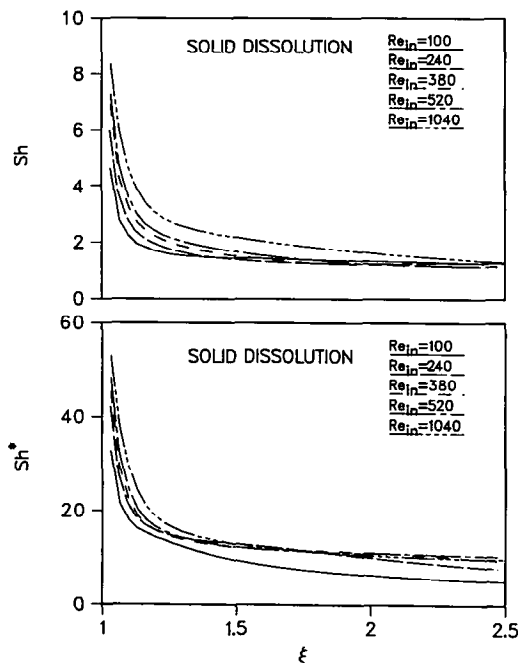 10
8
6
4
2
0
Sh
SOLID DISSOLUTION
Re_in=100
Re_in=240
Re_in=380
Re_in=520
Re_in=1040
60
40
20
0
Sh*
SOLID DISSOLUTION
Re_in=100
Re_in=240
Re_in=380
Re_in=520
Re_in=1040
1
1.5
2
2.5
ξ